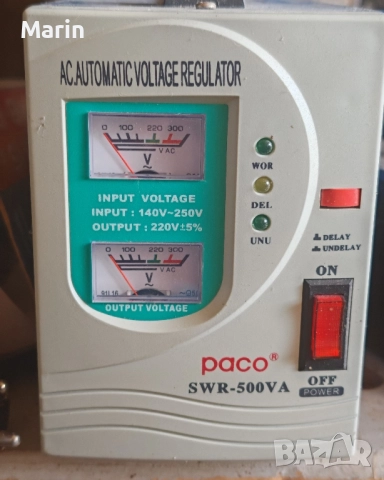 Marin
AC.AUTOMATIC VOLTAGE REGULATOR
0 100 220 300
V AC
V
~
INPUT VOLTAGE
INPUT : 140V~250V
OUTPUT : 220V±5%
0 100 220 300
V AC
V
~
OUTPUT VOLTAGE
WOR
DEL
UNU
DELAY
UNDELAY
ON
OFF
POWER
paco®
SWR-500VA
BAZAR